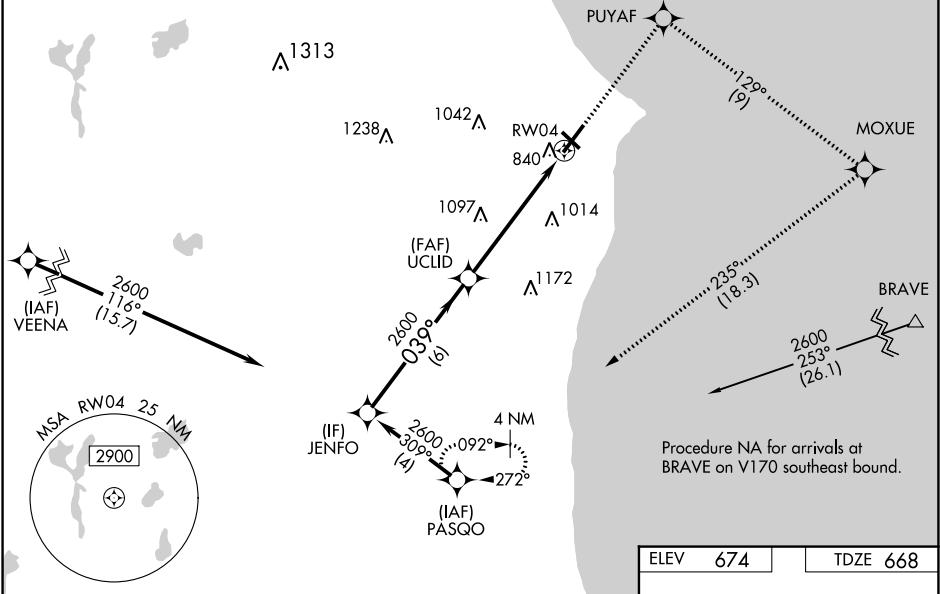 PUYAF
1313
129°
(9)
1042
1238
RW04
840
MOXUE
1097
1014
(FAF)
UCLID
1172
235°
(18.3)
BRAVE
2600
116°
(15.7)
(IAF)
VEENA
2600
039°
(6)
2600
253°
(26.1)
MSA RW04 25 NM
2900
(IF)
JENFO
2600
309°
(4)
4 NM
092°
272°
(IAF)
PASQO
Procedure NA for arrivals at
BRAVE on V170 southeast bound.
ELEV 674
TDZE 668